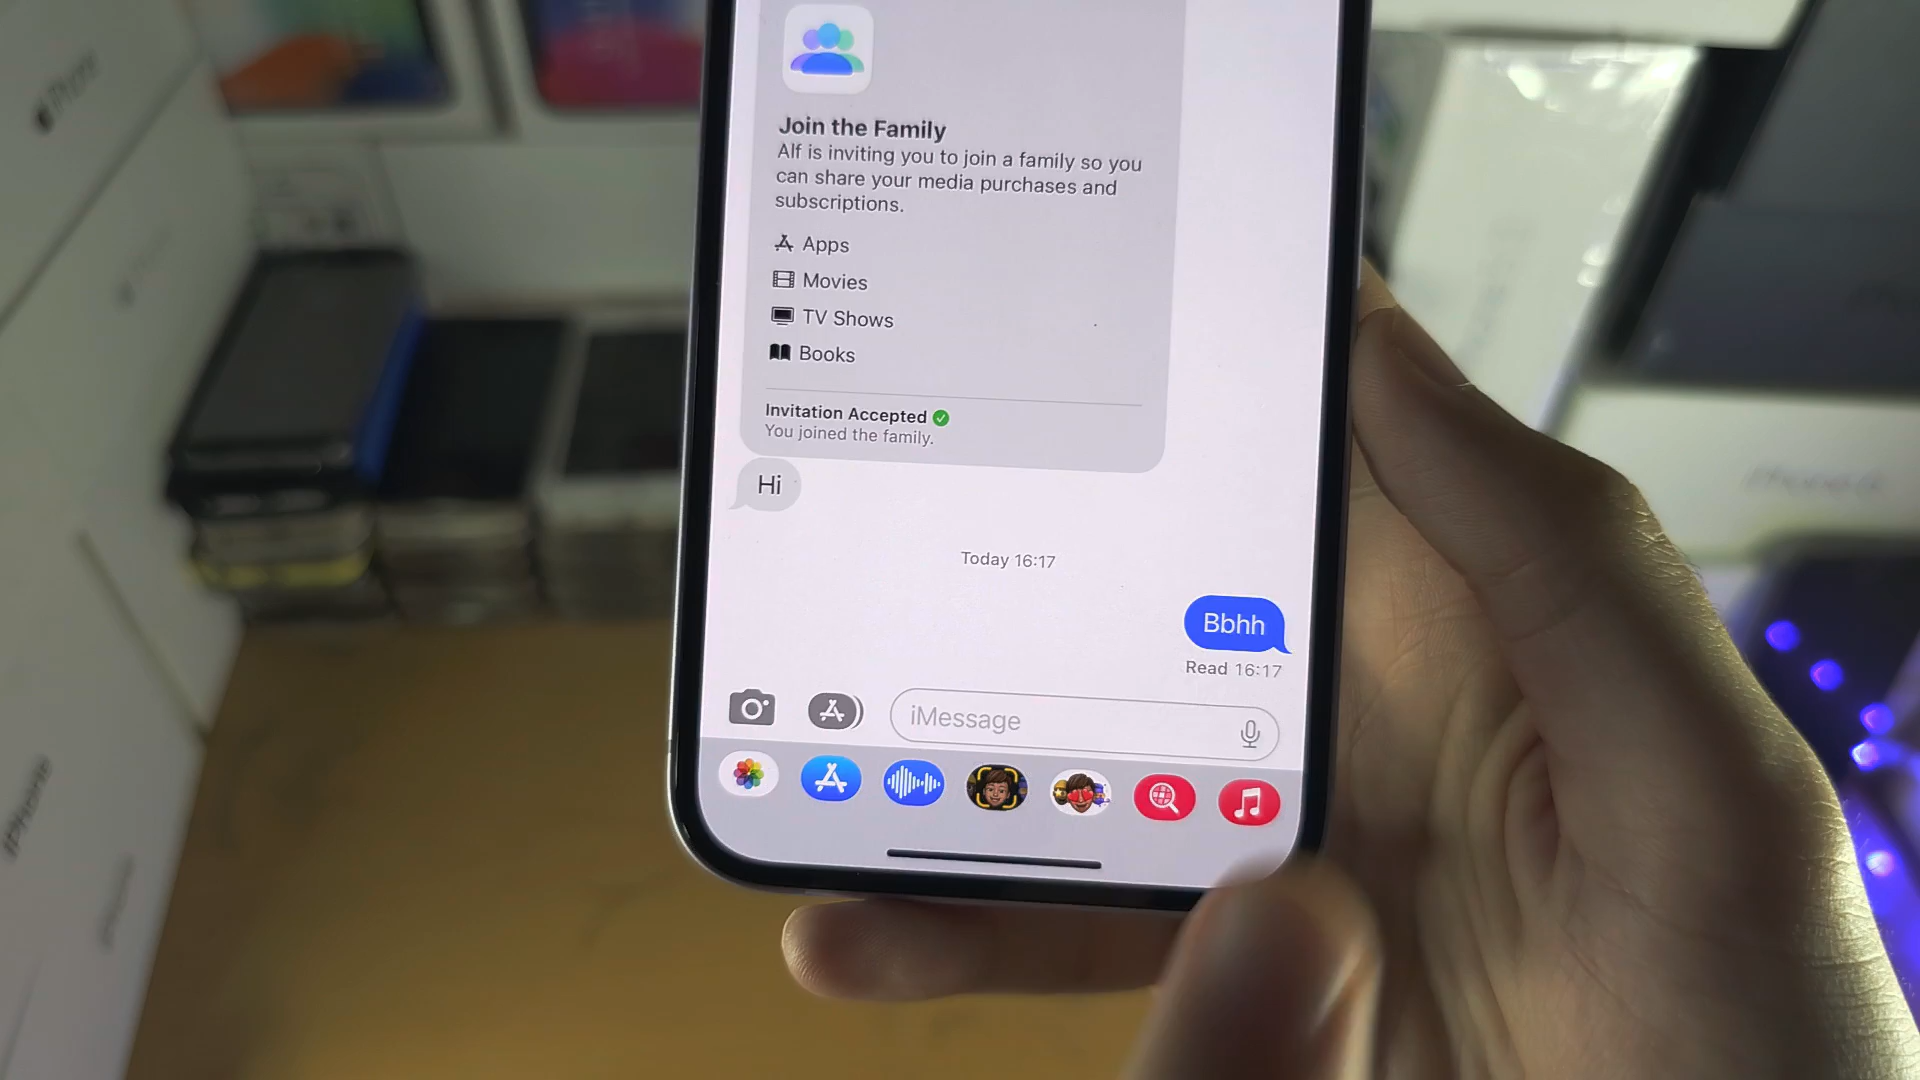 iPhone
Join the Family
Alf is inviting you to join a family so you
can share your media purchases and
subscriptions.
Apps
Movies
TV Shows
Books
Invitation Accepted
You joined the family.
Hi
Today 16:17
Bbhh
Read 16:17
iMessage
iPhone